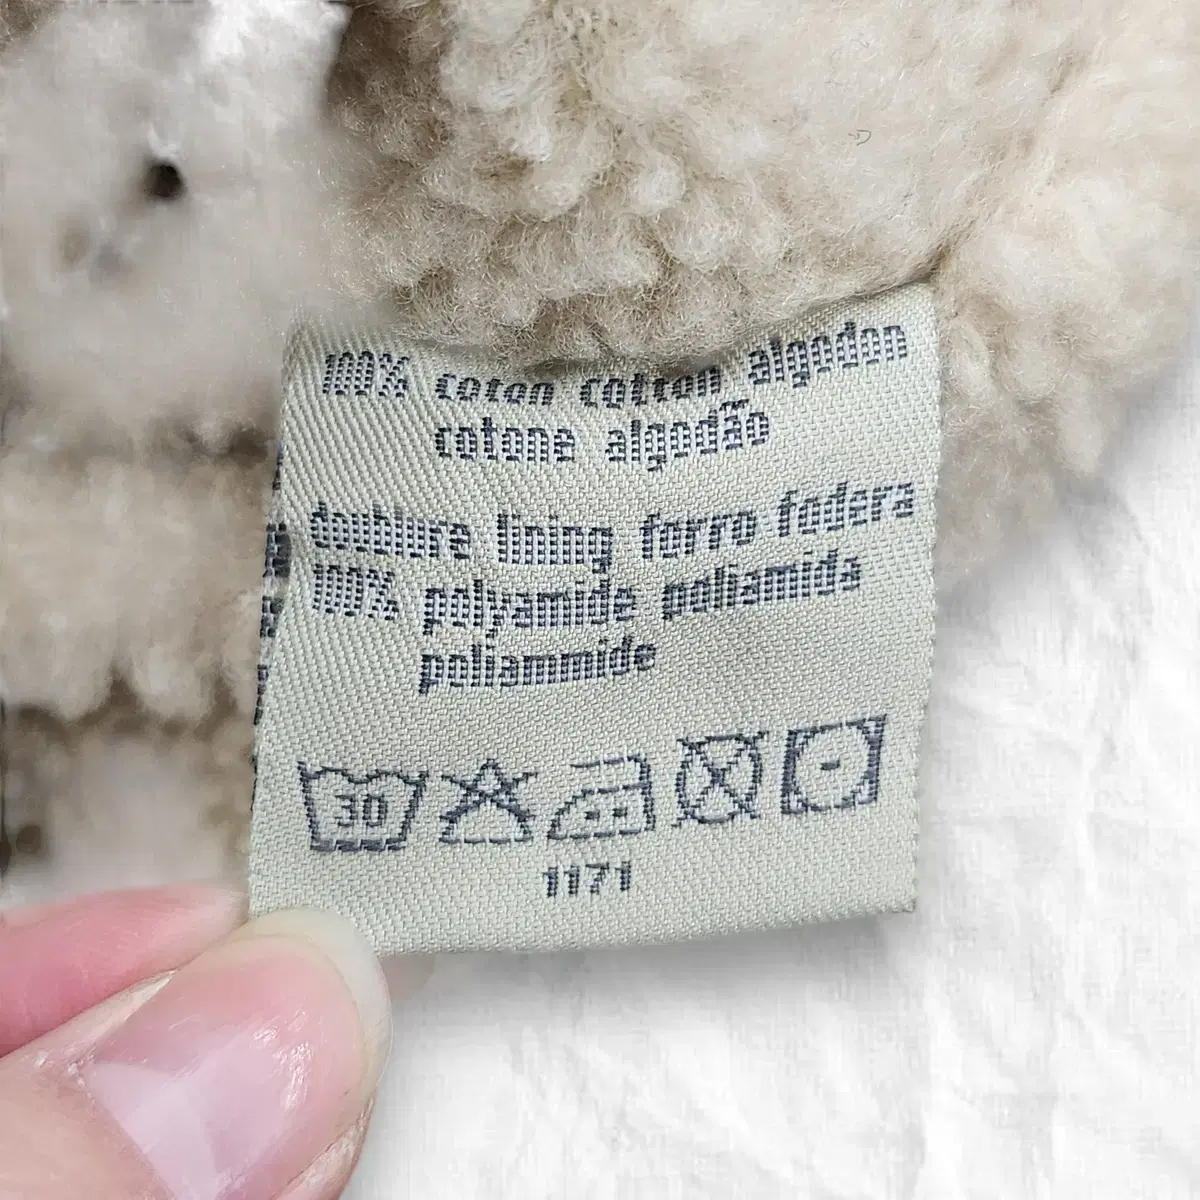 100% coton cotton algodon
cotone algodão
doublure lining forro fodera
100% polyamide poliamida
poliammide
30
1171